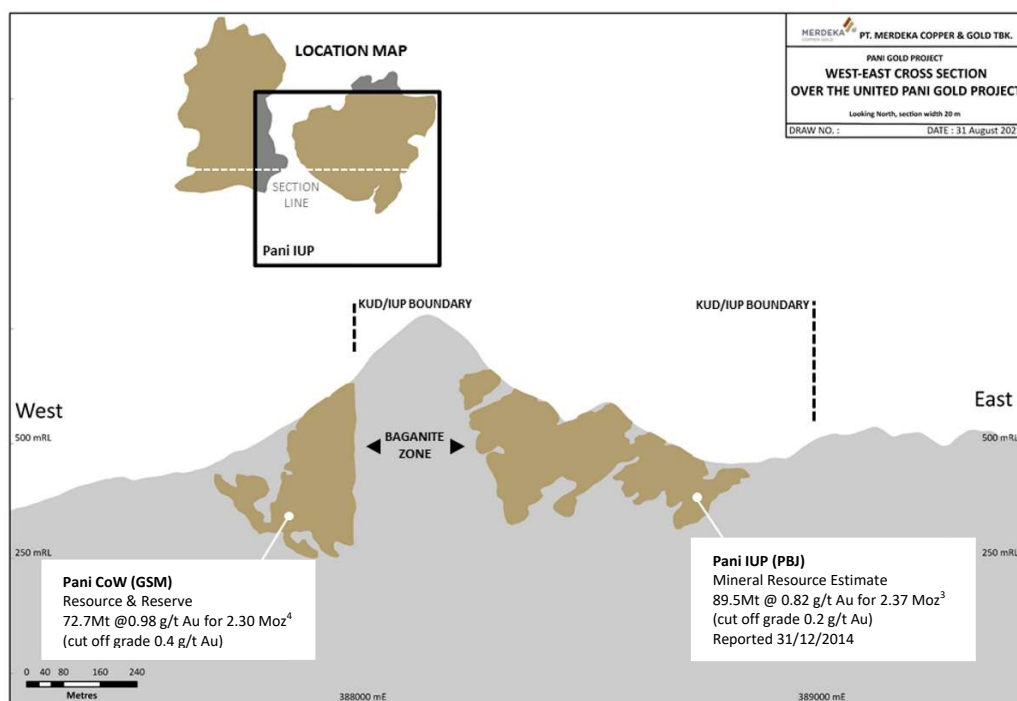 MERDEKA
COPPER GOLD
PT. MERDEKA COPPER & GOLD TBK.
PANI GOLD PROJECT
WEST-EAST CROSS SECTION
OVER THE UNITED PANI GOLD PROJECT
Looking North, section width 20 m
DRAW NO. : DATE : 31 August 202
LOCATION MAP
SECTION
LINE
Pani IUP
KUD/IUP BOUNDARY
KUD/IUP BOUNDARY
West
East
500 mRL
500 mRL
BAGANITE
ZONE
250 mRL
250 mRL
Pani CoW (GSM)
Resource & Reserve
72.7Mt @0.98 g/t Au for 2.30 Moz4
(cut off grade 0.4 g/t Au)
Pani IUP (PBJ)
Mineral Resource Estimate
89.5Mt @ 0.82 g/t Au for 2.37 Moz3
(cut off grade 0.2 g/t Au)
Reported 31/12/2014
0 40 80 160 240
Metres
388000 mE
389000 mE